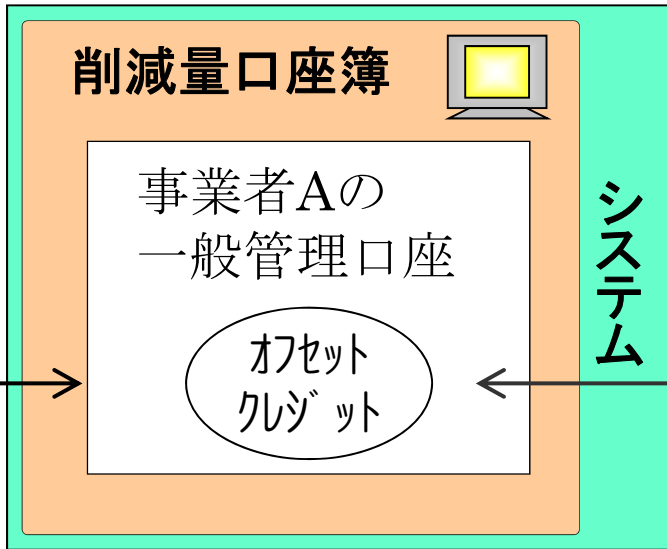 削減量口座簿
事業者Aの
一般管理口座
ｵﾌｾｯﾄ
ｸﾚｼﾞｯﾄ
システム